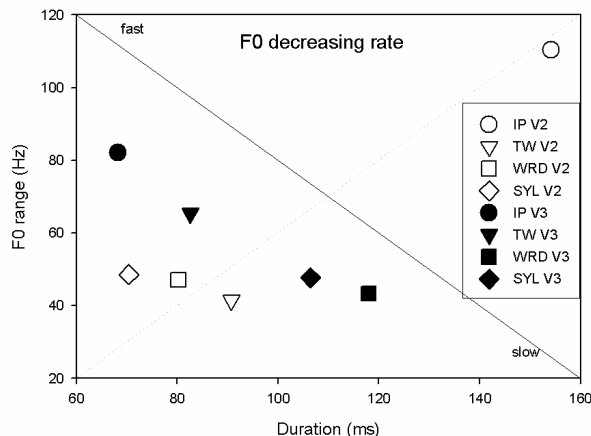 F0 decreasing rate
fast
slow
120
100
80
60
40
20
F0 range (Hz)
60
80
100
120
140
160
Duration (ms)
IP V2
TW V2
WRD V2
SYL V2
IP V3
TW V3
WRD V3
SYL V3